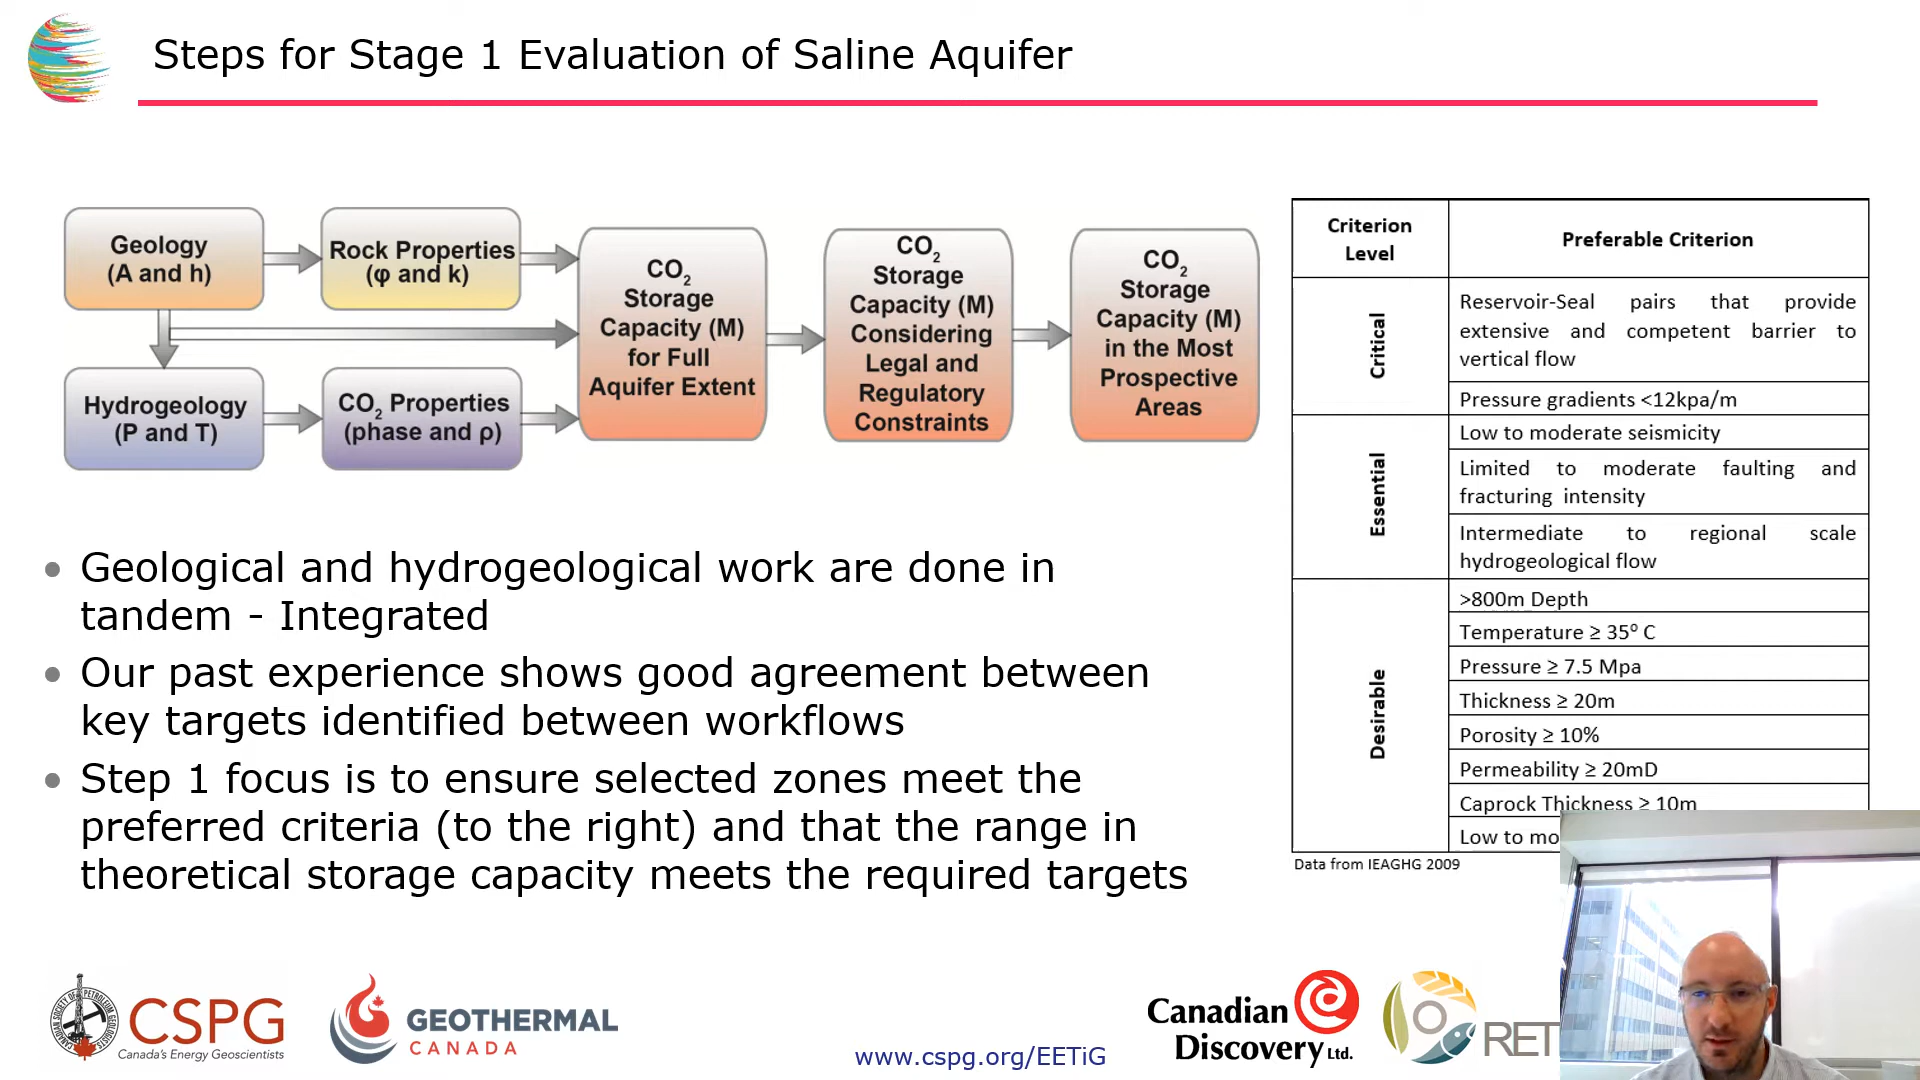 Steps for Stage 1 Evaluation of Saline Aquifer
Geology
(A and h)
Rock Properties
(φ and k)
Hydrogeology
(P and T)
CO2 Properties
(phase and ρ)
CO2
Storage
Capacity (M)
for Full
Aquifer Extent
CO2
Storage
Capacity (M)
Considering
Legal and
Regulatory
Constraints
CO2
Storage
Capacity (M)
in the Most
Prospective
Areas
Criterion
Level
Preferable Criterion
Critical
Reservoir-Seal pairs that provide
extensive and competent barrier to
vertical flow
Pressure gradients <12kpa/m
Essential
Low to moderate seismicity
Limited to moderate faulting and
fracturing intensity
Intermediate to regional scale
hydrogeological flow
Desirable
>800m Depth
Temperature ≥ 35⁰ C
Pressure ≥ 7.5 Mpa
Thickness ≥ 20m
Porosity ≥ 10%
Permeability ≥ 20mD
Caprock Thickness ≥ 10m
Low to mo
Data from IEAGHG 2009
• Geological and hydrogeological work are done in
tandem - Integrated
• Our past experience shows good agreement between
key targets identified between workflows
• Step 1 focus is to ensure selected zones meet the
preferred criteria (to the right) and that the range in
theoretical storage capacity meets the required targets
CANADIAN SOCIETY OF PETROLEUM GEOLOGISTS
CSPG
Canada's Energy Geoscientists
GEOTHERMAL
CANADA
www.cspg.org/EETiG
Canadian
Discovery Ltd.
RET